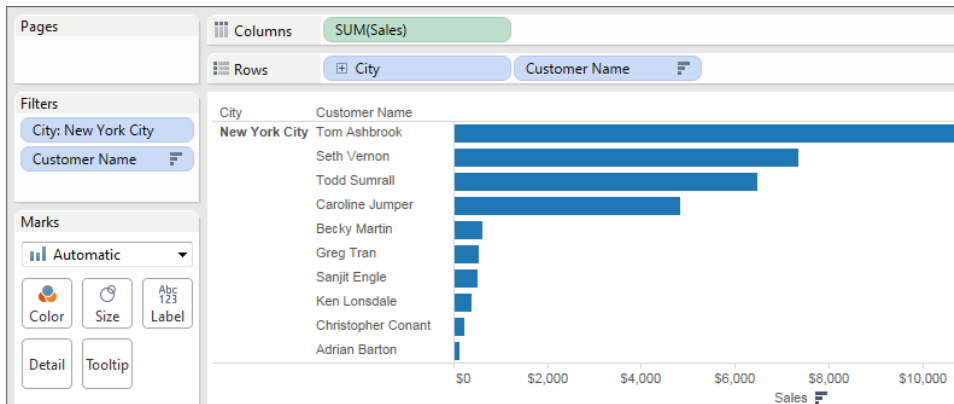 Pages
Columns
SUM(Sales)
Rows
City
Customer Name
Filters
City: New York City
Customer Name
Marks
Automatic
Color
Size
Abc
123
Label
Detail
Tooltip
City Customer Name
New York City Tom Ashbrook
Seth Vernon
Todd Sumrall
Caroline Jumper
Becky Martin
Greg Tran
Sanjit Engle
Ken Lonsdale
Christopher Conant
Adrian Barton
$0 $2,000 $4,000 $6,000 $8,000 $10,000
Sales